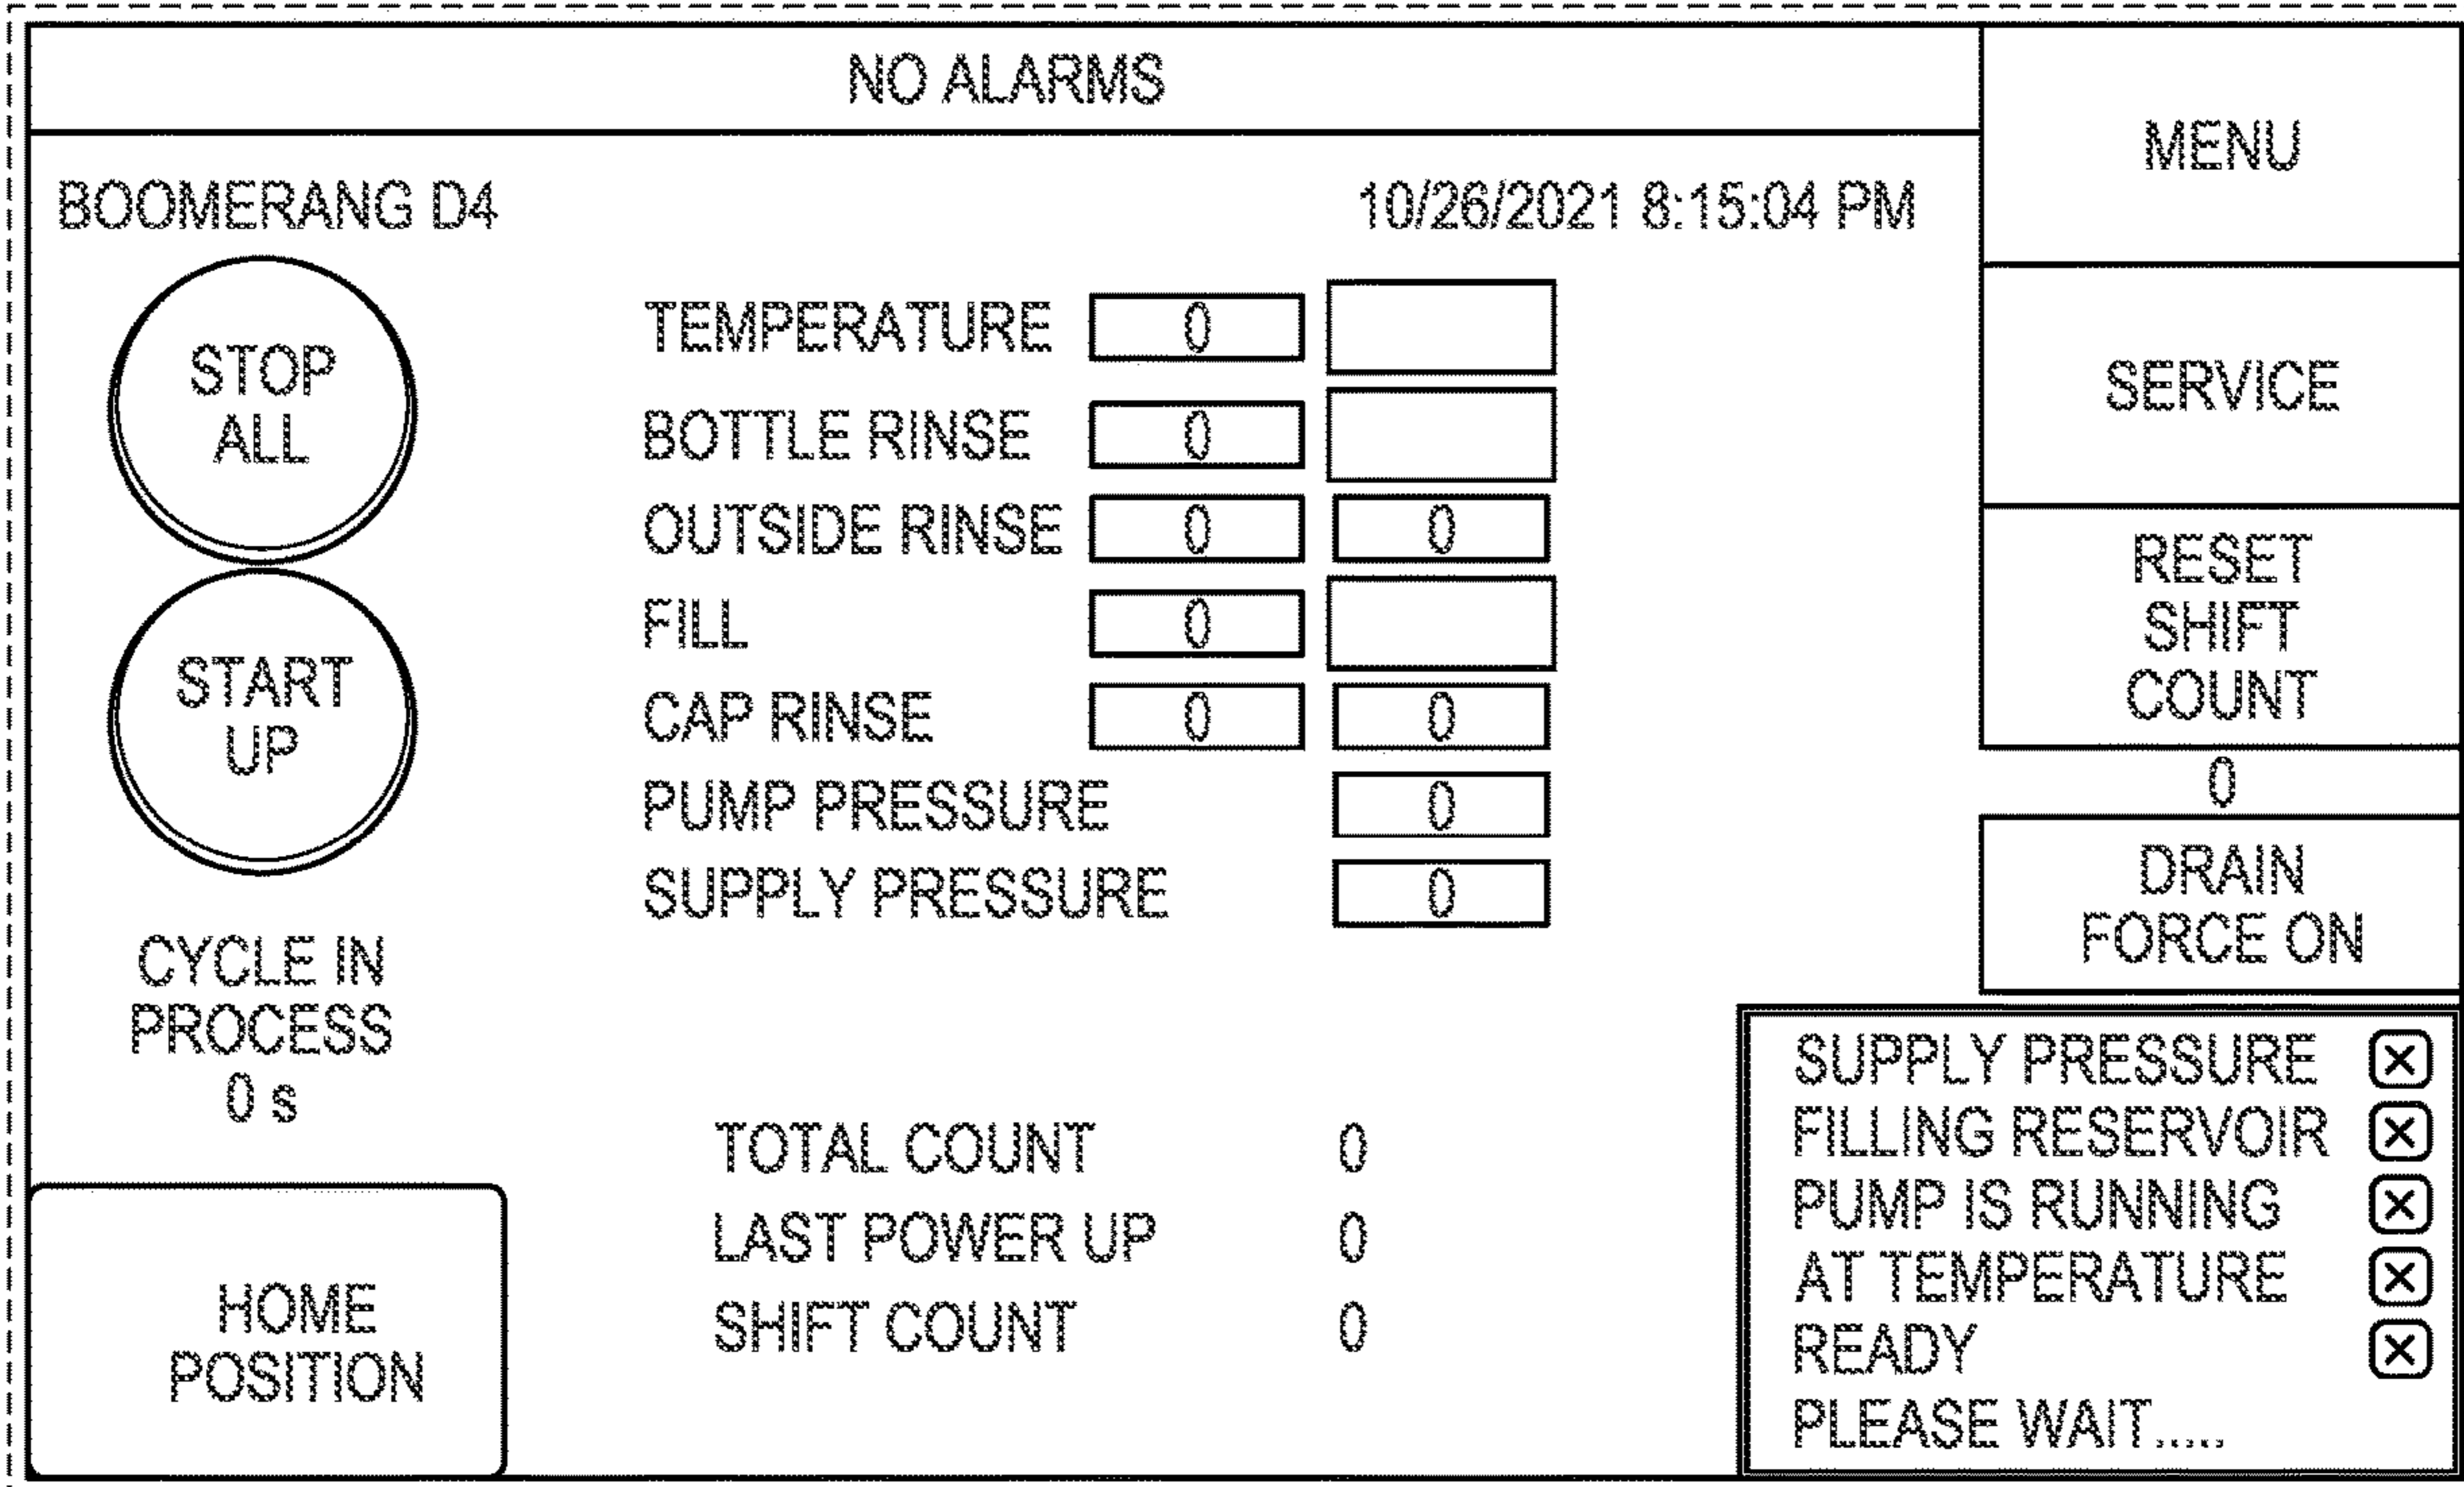 NO ALARMS
MENU
BOOMERANG D4
10/26/2021 8:15:04 PM
STOP
ALL
START
UP
CYCLE IN
PROCESS
0 s
HOME
POSITION
TEMPERATURE 0
BOTTLE RINSE 0
OUTSIDE RINSE 0 0
FILL 0
CAP RINSE 0 0
PUMP PRESSURE 0
SUPPLY PRESSURE 0
TOTAL COUNT 0
LAST POWER UP 0
SHIFT COUNT 0
SERVICE
RESET
SHIFT
COUNT
0
DRAIN
FORCE ON
SUPPLY PRESSURE
FILLING RESERVOIR
PUMP IS RUNNING
AT TEMPERATURE
READY
PLEASE WAIT.....